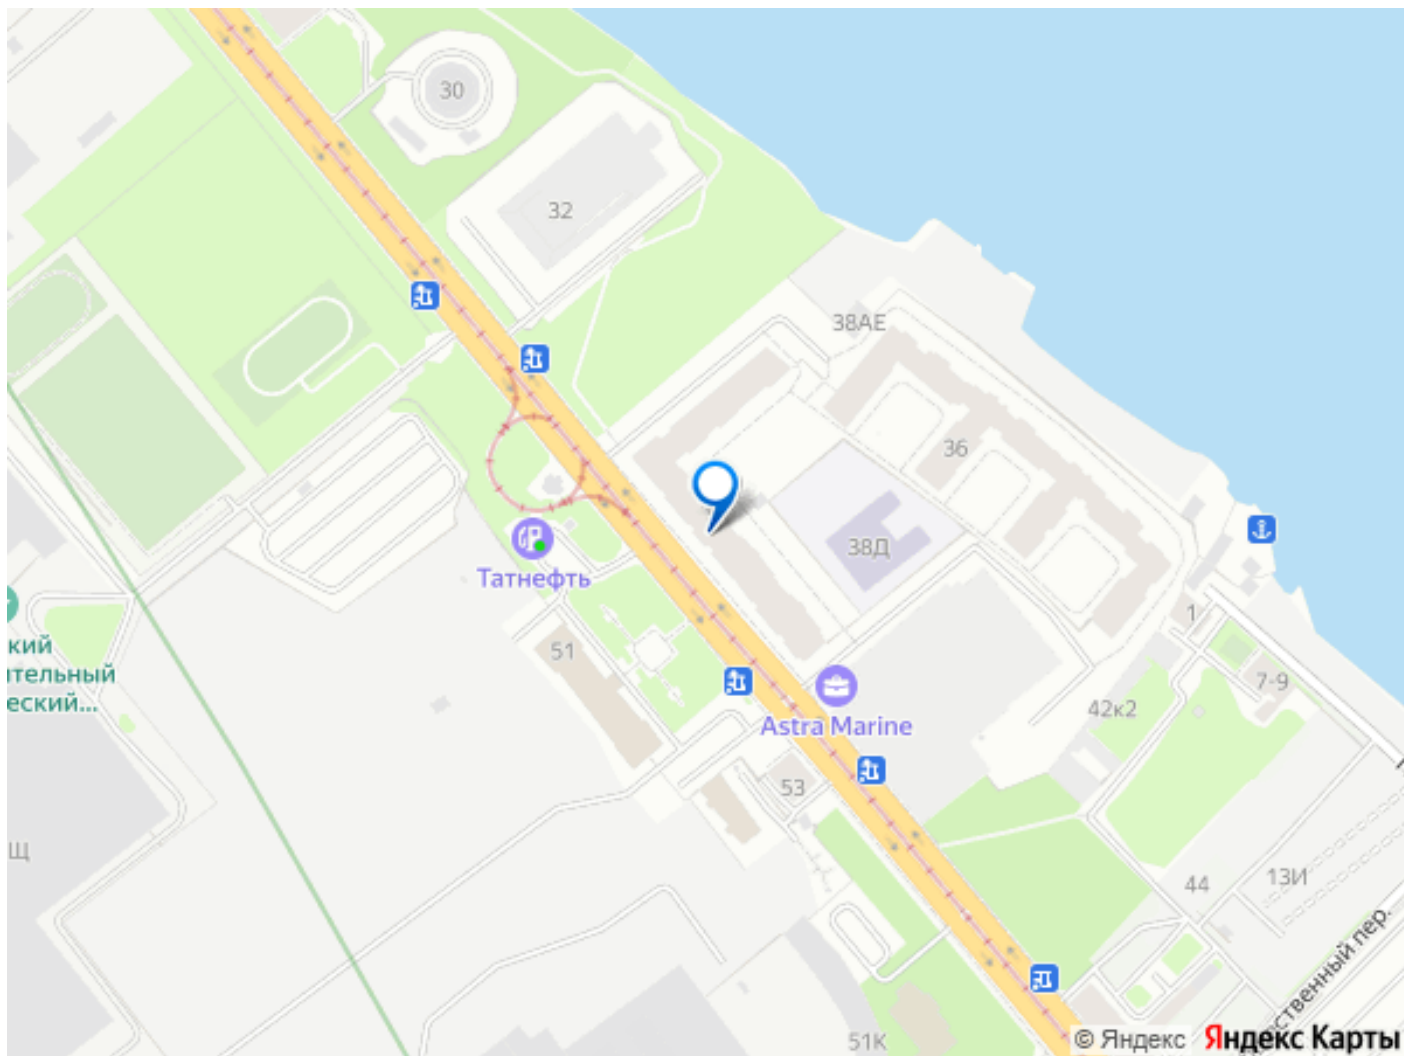 30
32
38АЕ
36
38Д
Татнефть
51
1
7-9
кий
ительный
еский...
42к2
Astra Marine
53
Щ
44
13И
ственный пер.
51К
© Яндекс Яндекс Карты